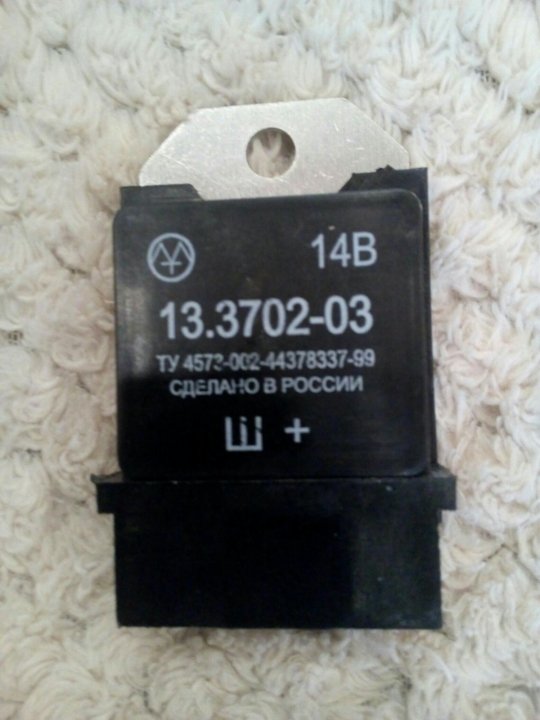 14В
13.3702-03
ТУ 4573-002-44378337-99
СДЕЛАНО В РОССИИ
Ш +